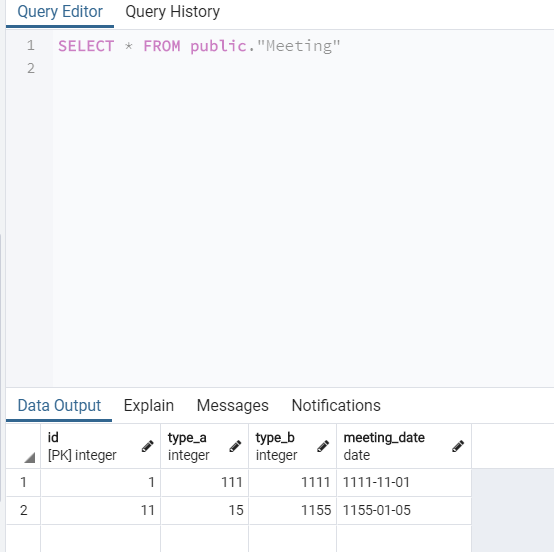 Query Editor Query History
1 SELECT * FROM public."Meeting"
2
Data Output Explain Messages Notifications
id type_a type_b meeting_date
[PK] integer integer integer date
1 1 111 1111 1111-11-01
2 11 15 1155 1155-01-05